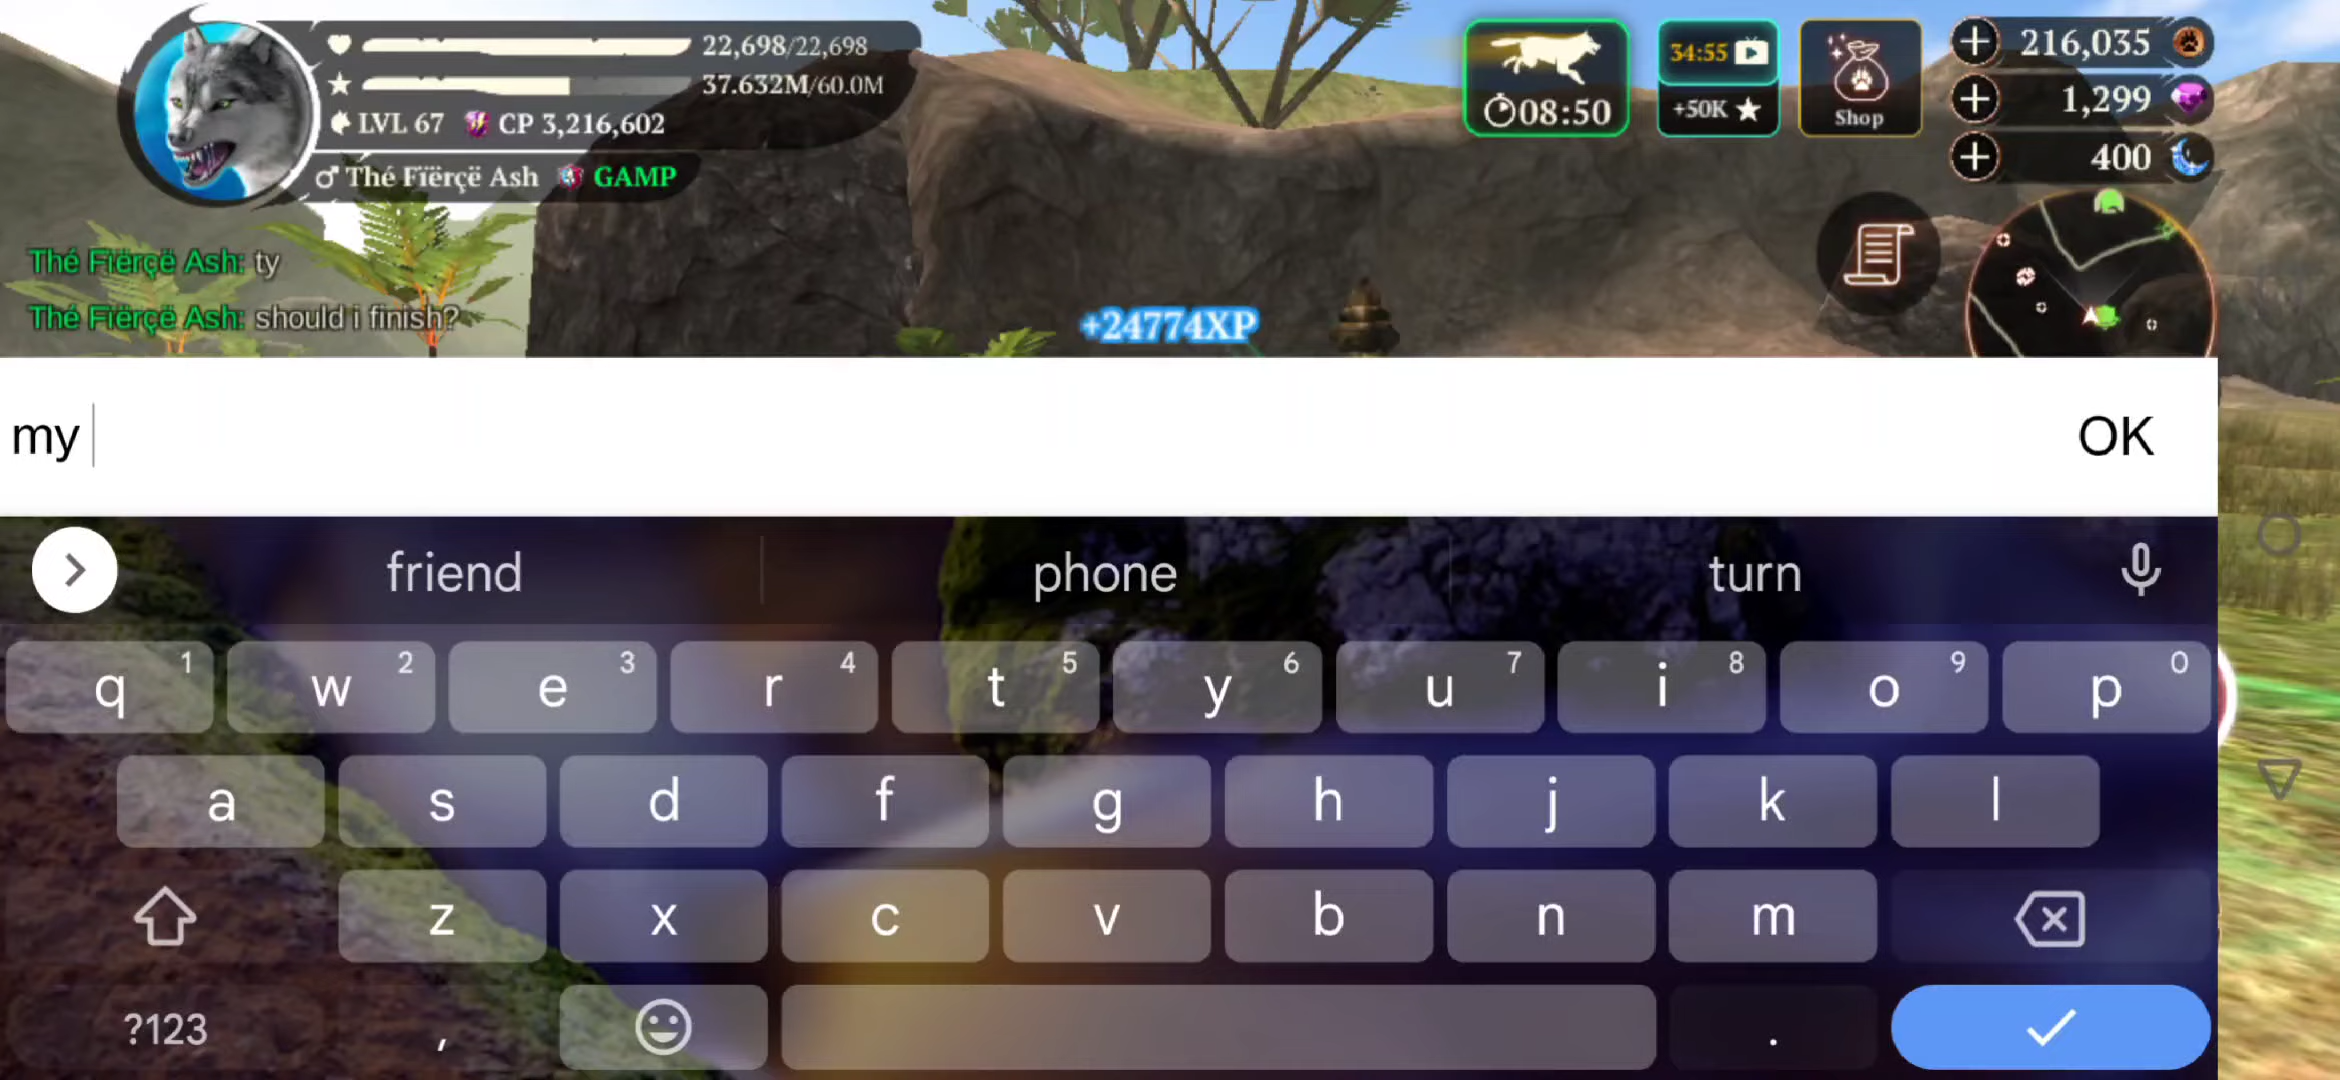 22,698/22,698
37.632M/60.0M
LVL 67 CP 3,216,602
Thé Fïërçë Ash GAMP
08:50
34:55
+50K
Shop
216,035
1,299
400
Thé Fïërçë Ash: ty
Thé Fïërçë Ash: should i finish?
+24774XP
my
OK
friend phone turn
q 1 w 2 e 3 r 4 t 5 y 6 u 7 i 8 o 9 p 0
a s d f g h j k l
z x c v b n m
?123 , .